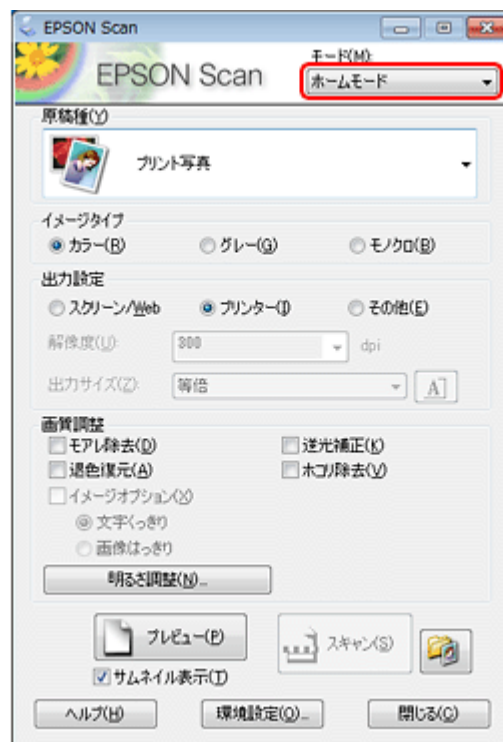 EPSON Scan
モード(M):
EPSON Scan
ホームモード
原稿種(Y)
プリント写真
イメージタイプ
カラー(R) グレー(G) モノクロ(B)
出力設定
スクリーン/Web プリンター(I) その他(E)
解像度(U): 300 dpi
出力サイズ(Z): 等倍 A
画質調整
モアレ除去(D) 逆光補正(K)
退色復元(A) ホコリ除去(V)
イメージオプション(X)
文字くっきり
画像はっきり
明るさ調整(N)...
プレビュー(P) スキャン(S)
サムネイル表示(T)
ヘルプ(H) 環境設定(O)... 閉じる(C)